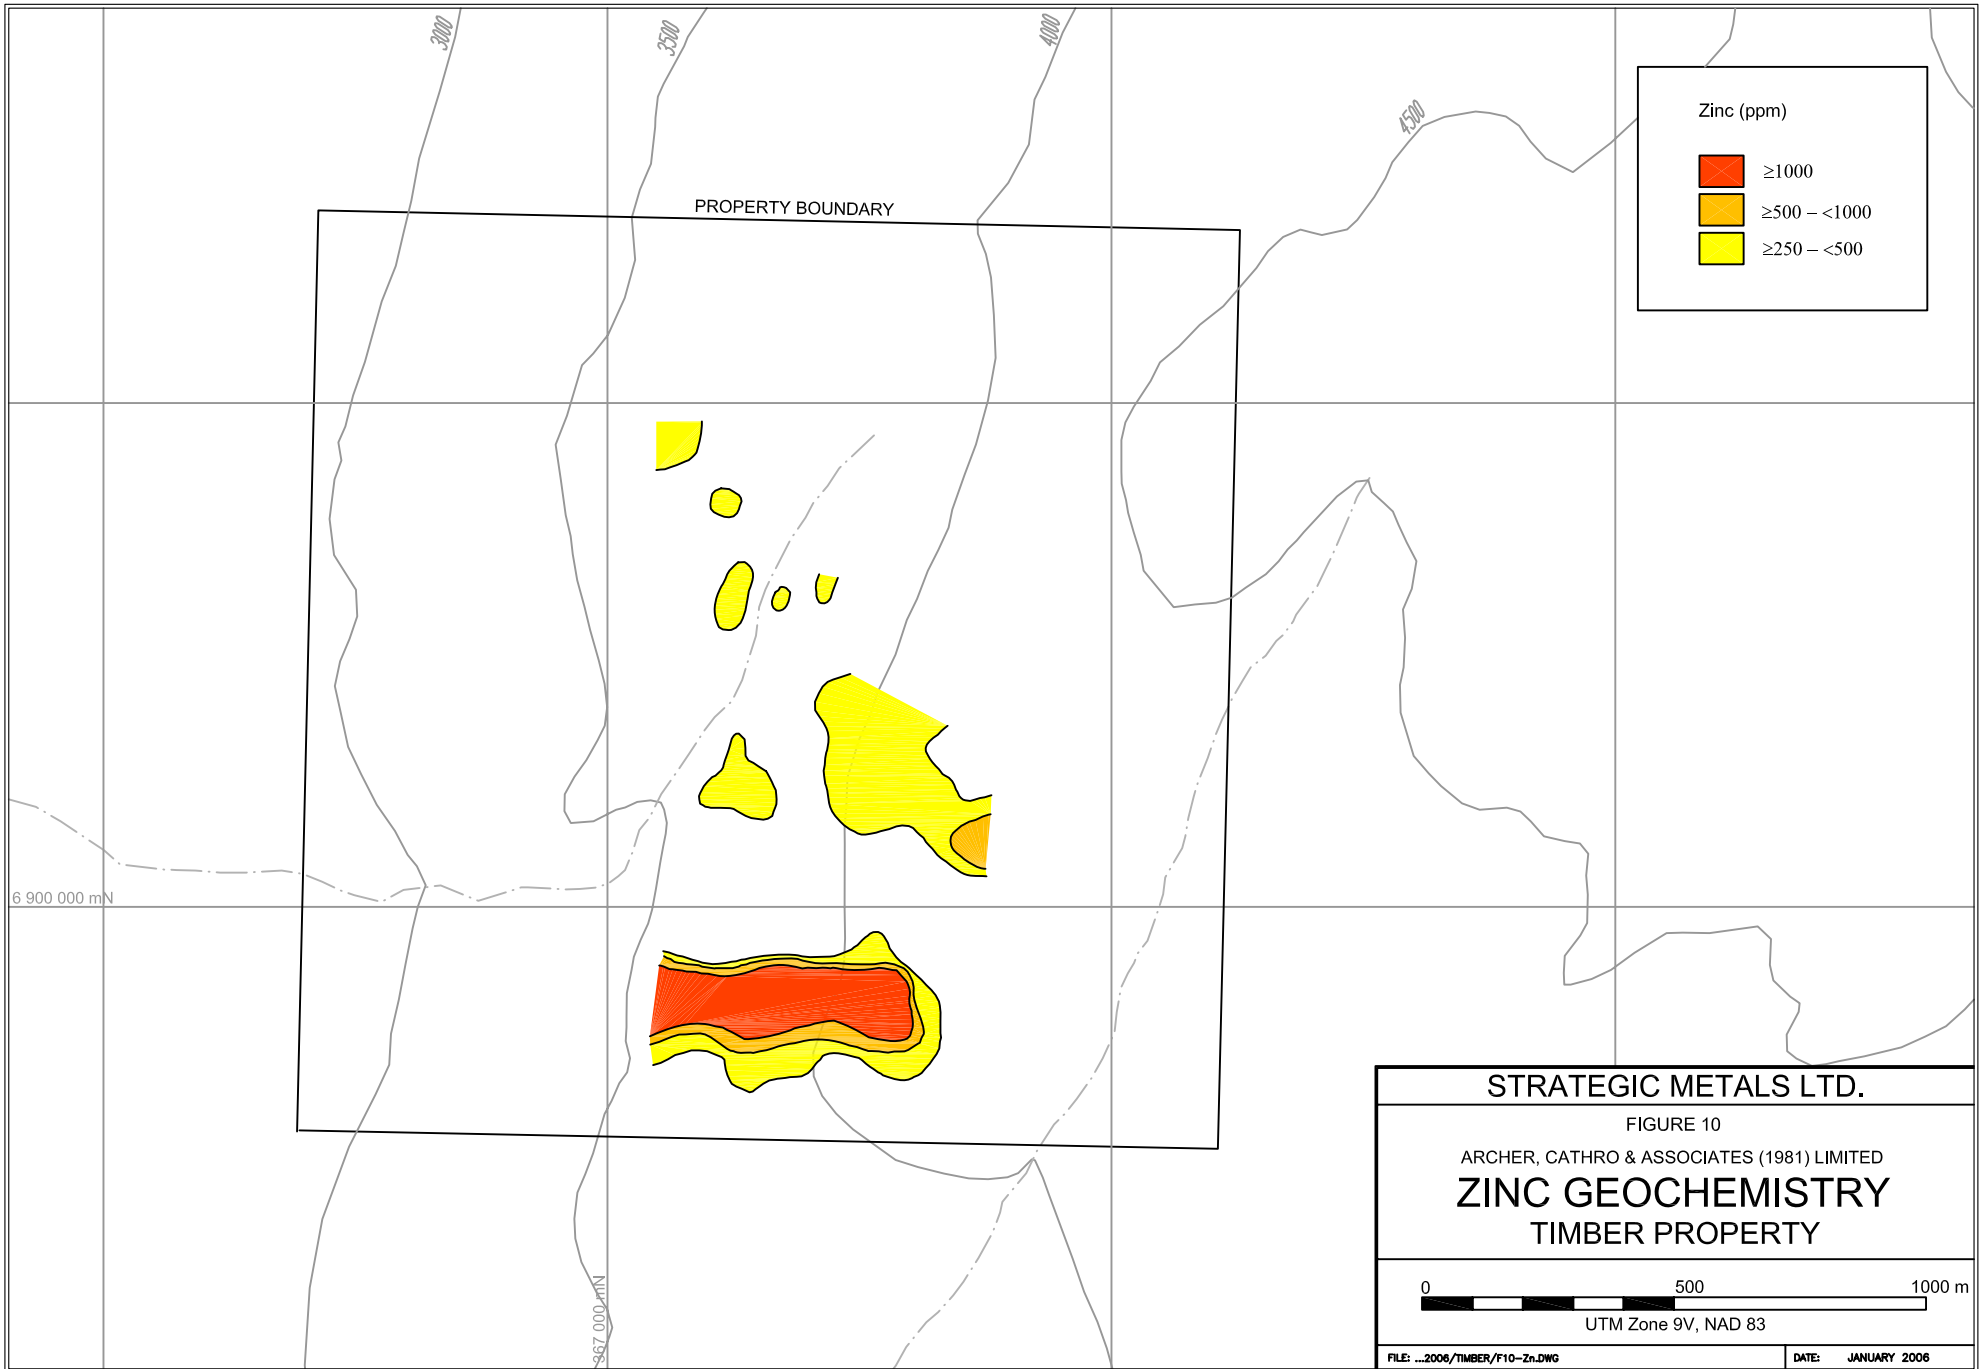 3000
3500
4000
4500
Zinc (ppm)
≥1000
≥500 – <1000
≥250 – <500
PROPERTY BOUNDARY
6 900 000 mN
367 000 mN
STRATEGIC METALS LTD.
FIGURE 10
ARCHER, CATHRO & ASSOCIATES (1981) LIMITED
ZINC GEOCHEMISTRY
TIMBER PROPERTY
0 500 1000 m
UTM Zone 9V, NAD 83
FILE: ...2006/TIMBER/F10-Zn.DWG DATE: JANUARY 2006